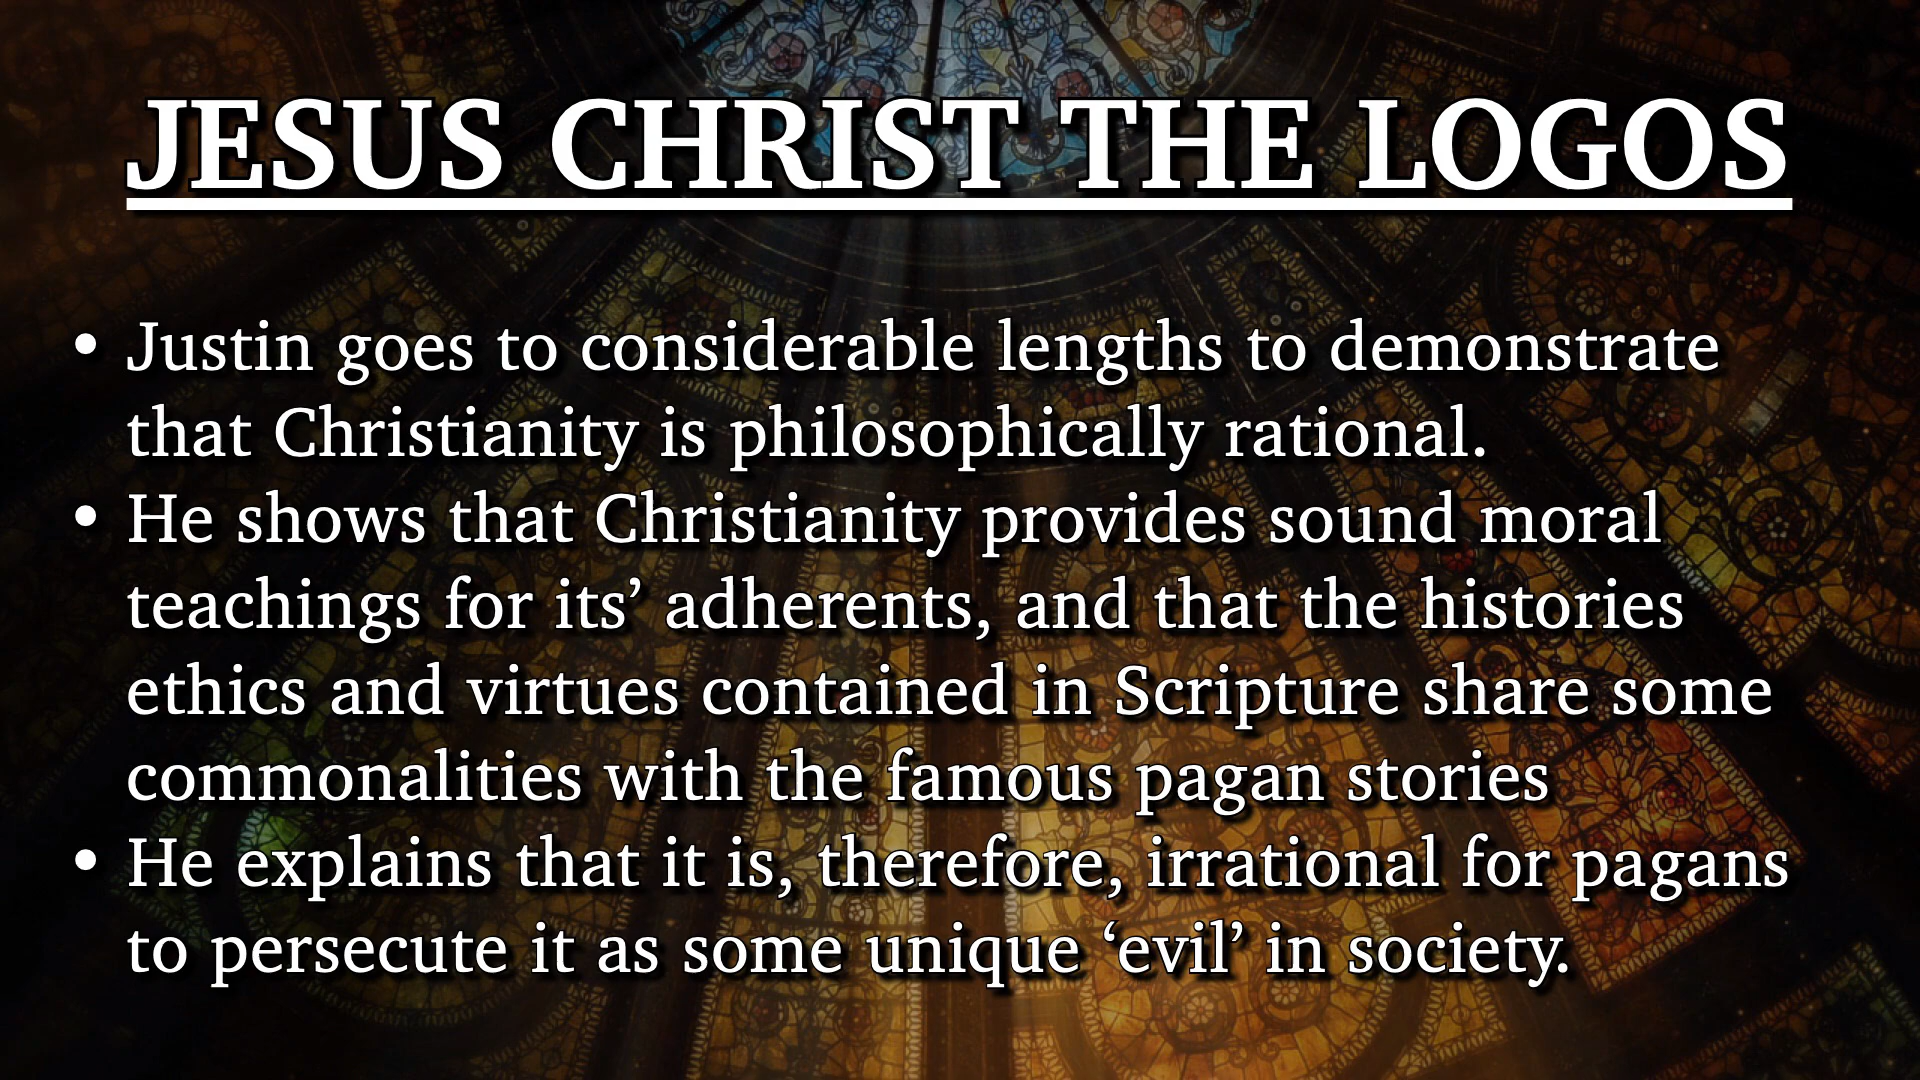 JESUS CHRIST THE LOGOS
• Justin goes to considerable lengths to demonstrate
that Christianity is philosophically rational.
• He shows that Christianity provides sound moral
teachings for its’ adherents, and that the histories
ethics and virtues contained in Scripture share some
commonalities with the famous pagan stories
• He explains that it is, therefore, irrational for pagans
to persecute it as some unique ‘evil’ in society.